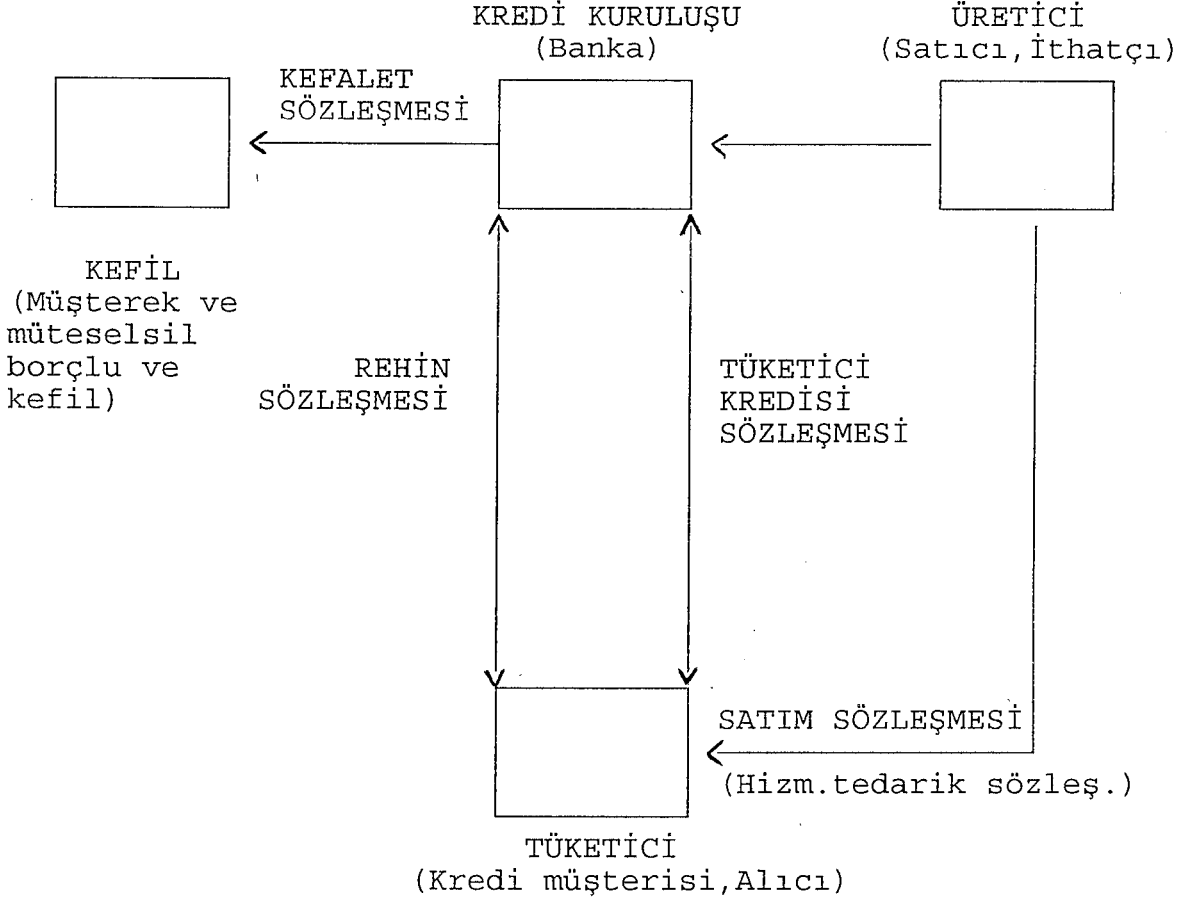 KREDİ KURULUŞU
(Banka)
ÜRETİCİ
(Satıcı,İthatçı)
KEFALET
SÖZLEŞMESİ
KEFİL
(Müşterek ve
müteselsil
borçlu ve
kefil)
REHİN
SÖZLEŞMESİ
TÜKETİCİ
KREDİSİ
SÖZLEŞMESİ
SATIM SÖZLEŞMESİ
(Hizm.tedarik sözleş.)
TÜKETİCİ
(Kredi müşterisi,Alıcı)